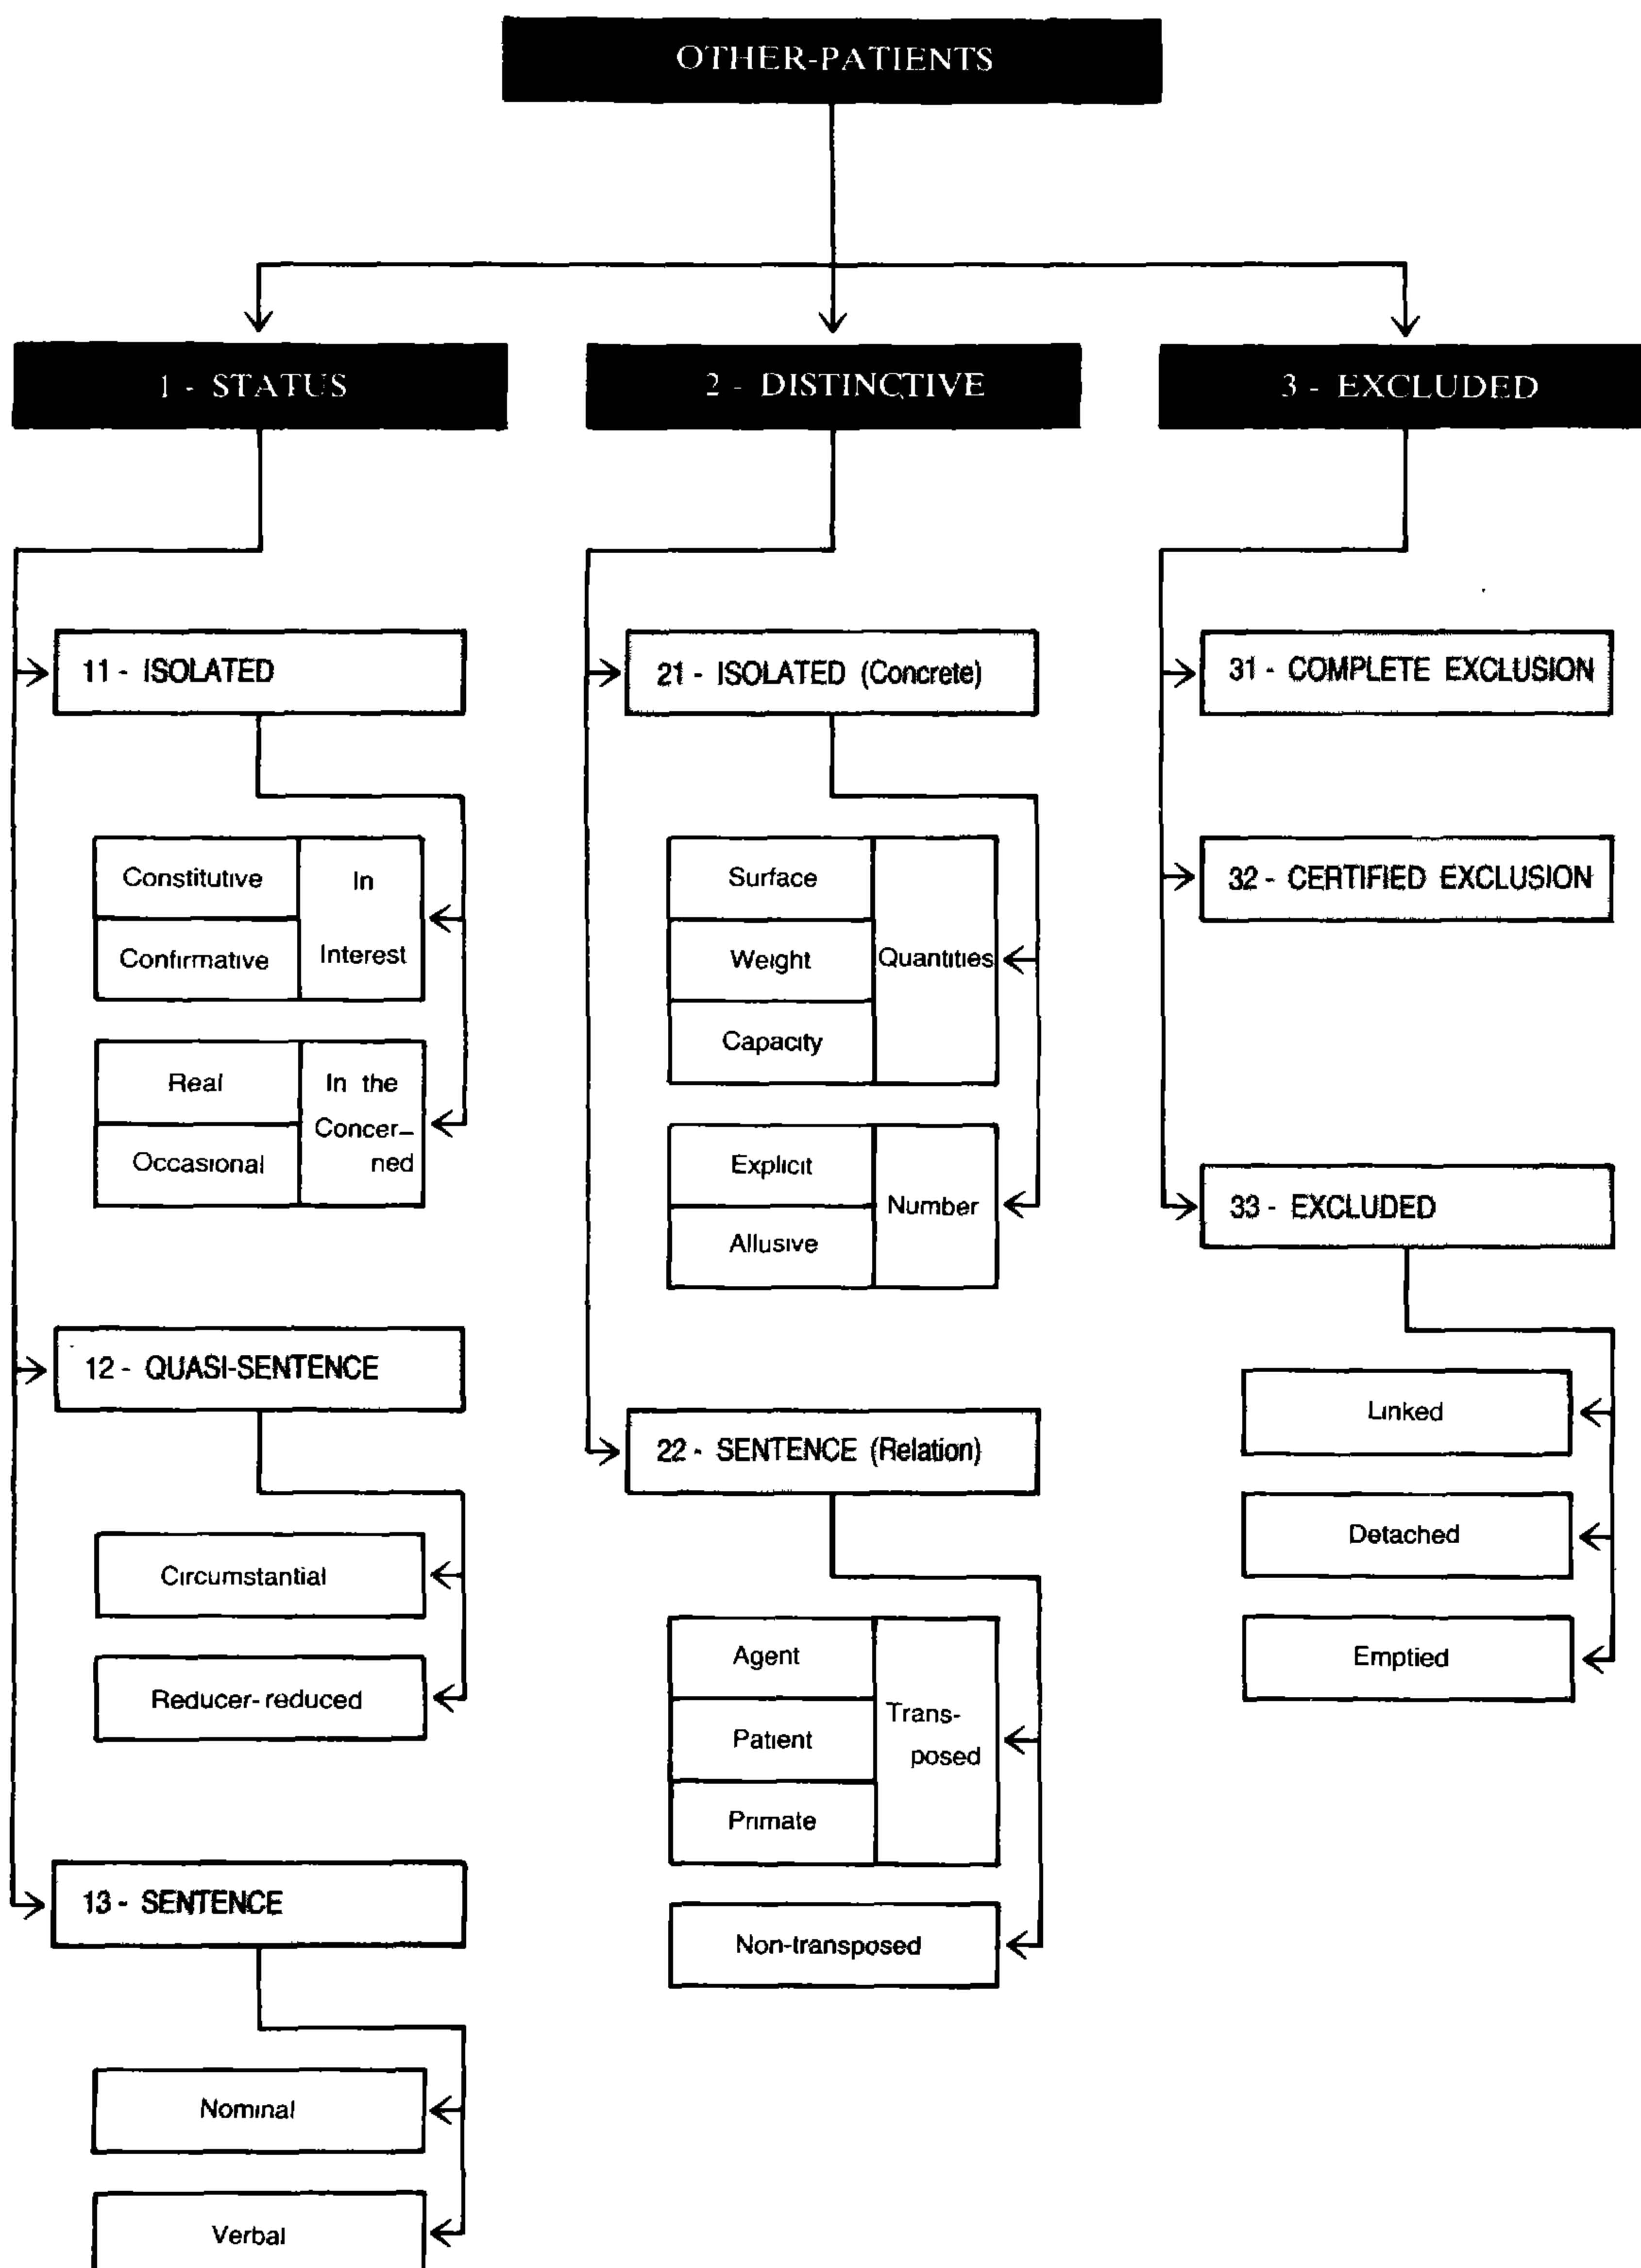 OTHER-PATIENTS
1 - STATUS
2 - DISTINCTIVE
3 - EXCLUDED
11 - ISOLATED
Constitutive
Confirmative
In
Interest
Real
Occasional
In the
Concer-
ned
12 - QUASI-SENTENCE
Circumstantial
Reducer-reduced
13 - SENTENCE
Nominal
Verbal
21 - ISOLATED (Concrete)
Surface
Weight
Capacity
Quantities
Explicit
Allusive
Number
22 - SENTENCE (Relation)
Agent
Patient
Primate
Trans-
posed
Non-transposed
31 - COMPLETE EXCLUSION
32 - CERTIFIED EXCLUSION
33 - EXCLUDED
Linked
Detached
Emptied